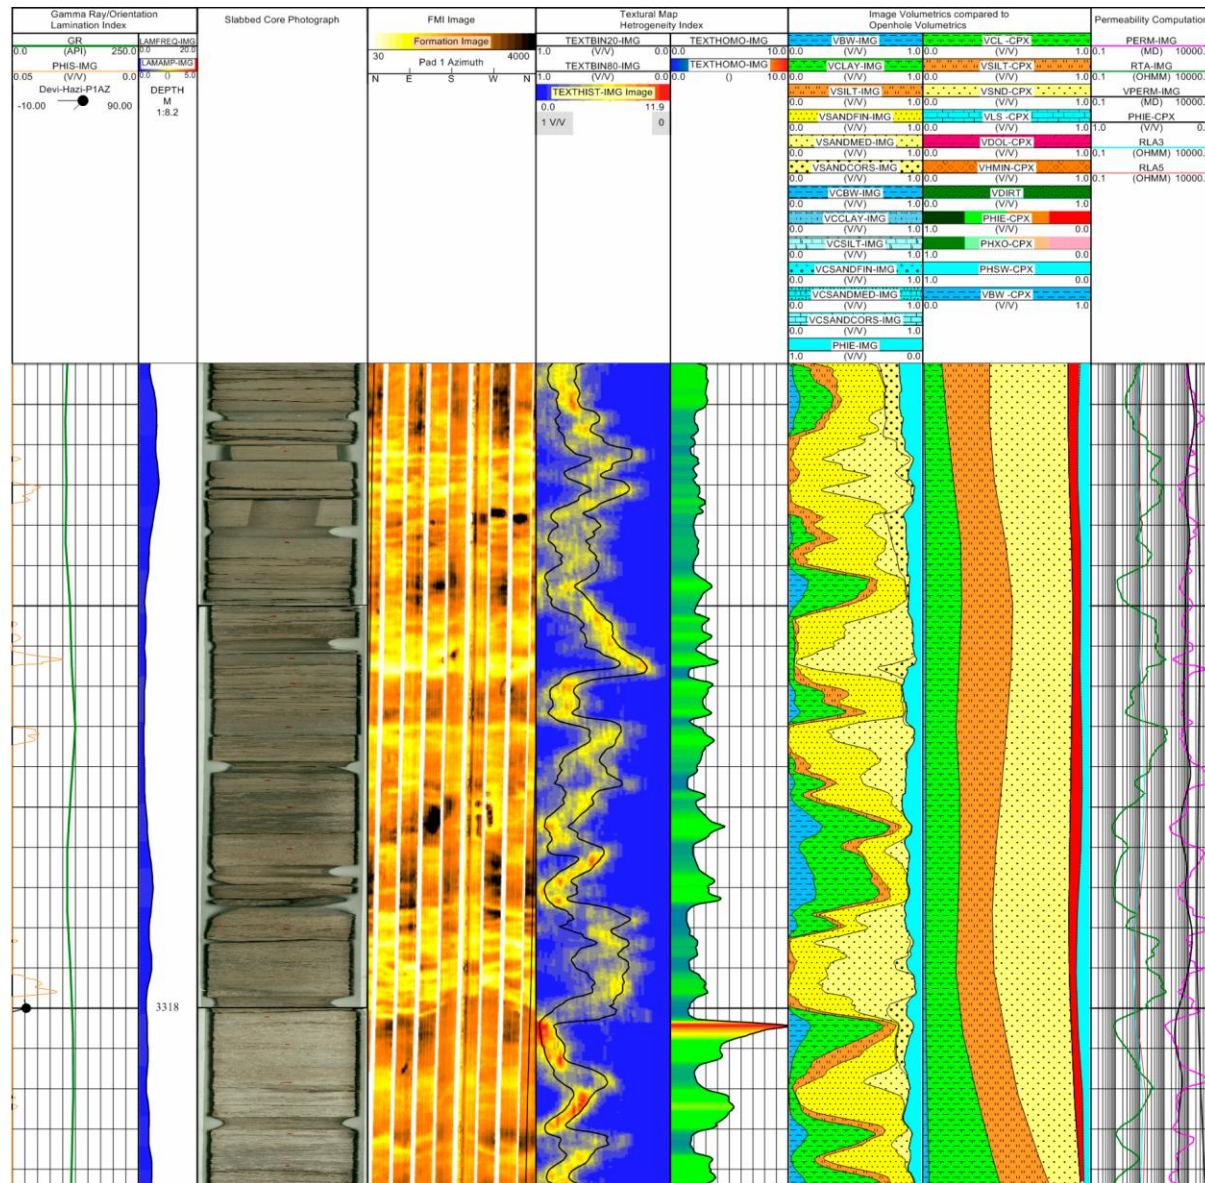 Gamma Ray/Orientation
Lamination Index
GR
0.0 (API) 250.0
PHIS-IMG
0.05 (V/V) 0.0
Devi-Hazi-P1AZ
-10.00 90.00
LAMFREQ-IMG
0.0 20.0
LAMAMP-IMG
0.0 () 5.0
DEPTH
M
1:8.2
Slabbed Core Photograph
FMI Image
Formation Image
30 4000
Pad 1 Azimuth
N E S W N
Textural Map
Hetrogeneity Index
TEXTBIN20-IMG
1.0 (V/V) 0.0
TEXTBIN80-IMG
1.0 (V/V) 0.0
TEXTHIST-IMG Image
0.0 11.9
1 V/V 0
TEXTHOMO-IMG
0.0 10.0
TEXTHOMO-IMG
0.0 () 10.0
Image Volumetrics compared to
Openhole Volumetrics
VBW-IMG
0.0 (V/V) 1.0
VCLAY-IMG
0.0 (V/V) 1.0
VSILT-IMG
0.0 (V/V) 1.0
VSANDFIN-IMG
0.0 (V/V) 1.0
VSANDMED-IMG
0.0 (V/V) 1.0
VSANDCORS-IMG
0.0 (V/V) 1.0
VCBW-IMG
0.0 (V/V) 1.0
VCCLAY-IMG
0.0 (V/V) 1.0
VCSILT-IMG
0.0 (V/V) 1.0
VCSANDFIN-IMG
0.0 (V/V) 1.0
VCSANDMED-IMG
0.0 (V/V) 1.0
VCSANDCORS-IMG
0.0 (V/V) 1.0
PHIE-IMG
1.0 (V/V) 0.0
VCL -CPX
0.0 (V/V) 1.0
VSILT-CPX
0.0 (V/V) 1.0
VSND-CPX
0.0 (V/V) 1.0
VLS -CPX
0.0 (V/V) 1.0
VDOL-CPX
0.0 (V/V) 1.0
VHMIN-CPX
0.0 (V/V) 1.0
VDIRT
0.0 (V/V) 1.0
PHIE-CPX
1.0 (V/V) 0.0
PHXO-CPX
1.0 0.0
PHSW-CPX
1.0 0.0
VBW -CPX
0.0 (V/V) 1.0
Permeability Computation
PERM-IMG
0.1 (MD) 10000.
RTA-IMG
0.1 (OHMM) 10000.
VPERM-IMG
0.1 (MD) 10000.
PHIE-CPX
1.0 (V/V) 0.
RLA3
0.1 (OHMM) 10000.
RLA5
0.1 (OHMM) 10000.
3318